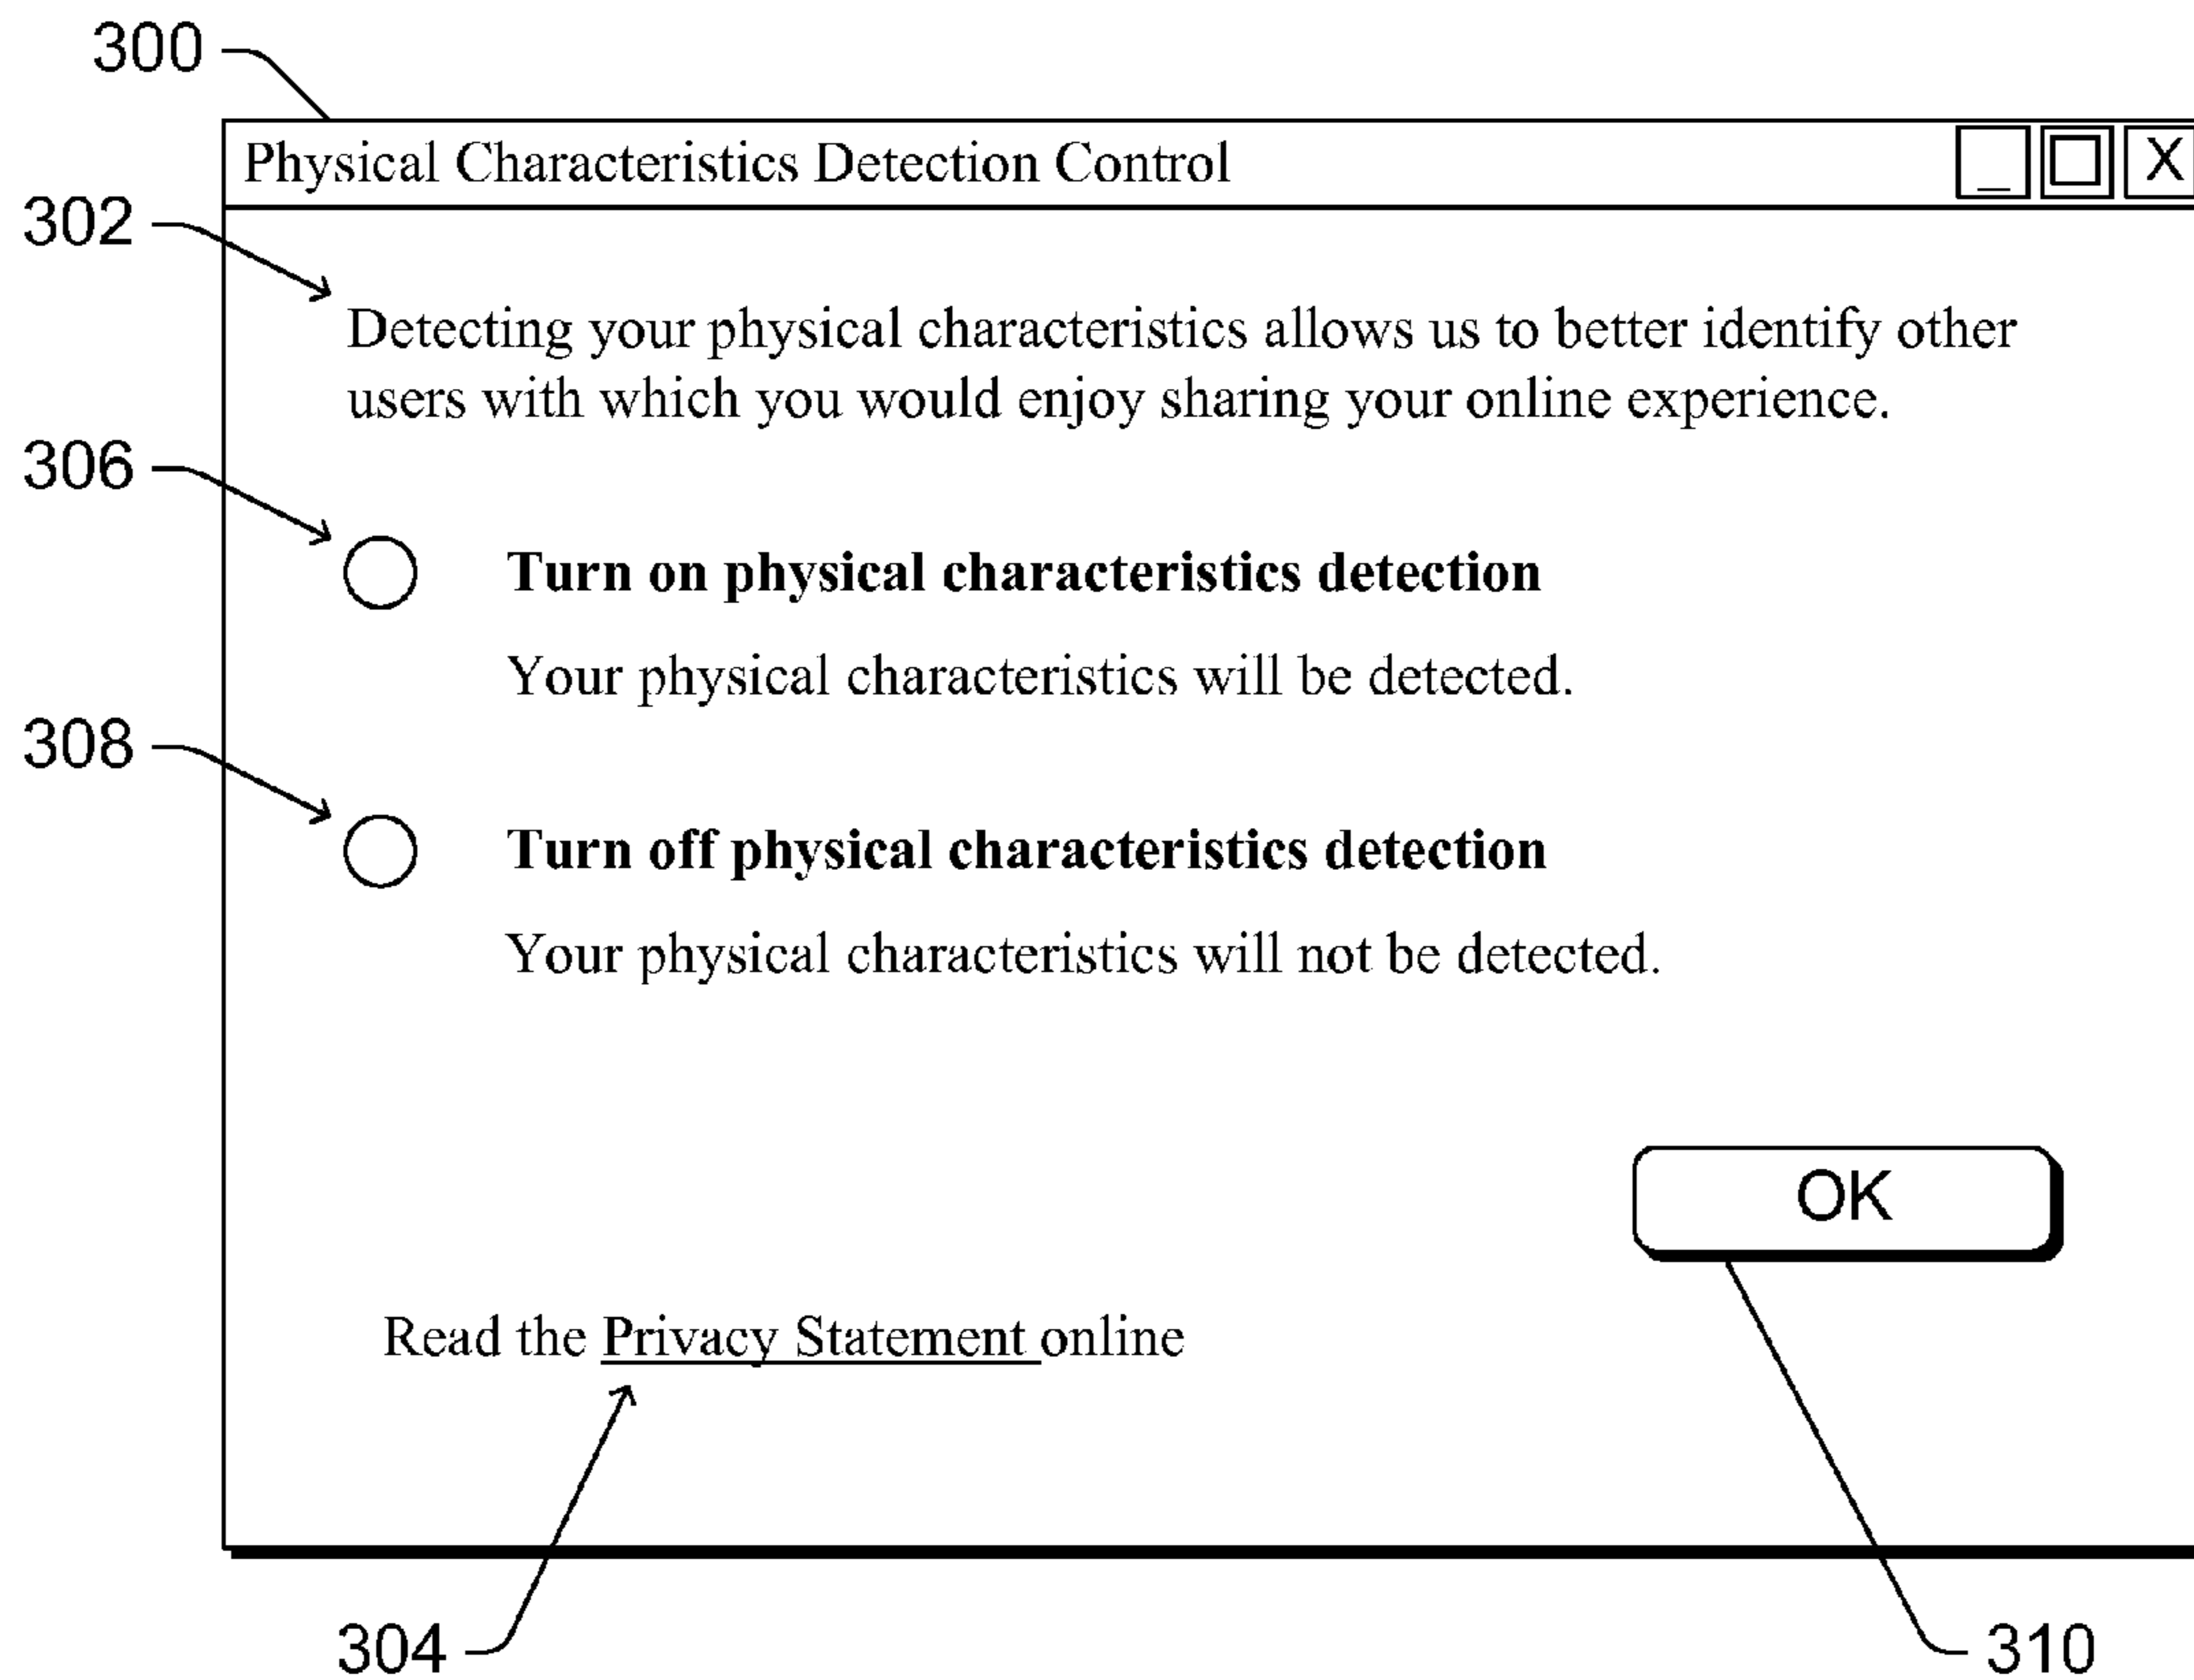 300
Physical Characteristics Detection Control _ X
302
Detecting your physical characteristics allows us to better identify other
users with which you would enjoy sharing your online experience.
306
Turn on physical characteristics detection
Your physical characteristics will be detected.
308
Turn off physical characteristics detection
Your physical characteristics will not be detected.
OK
Read the Privacy Statement online
304
310